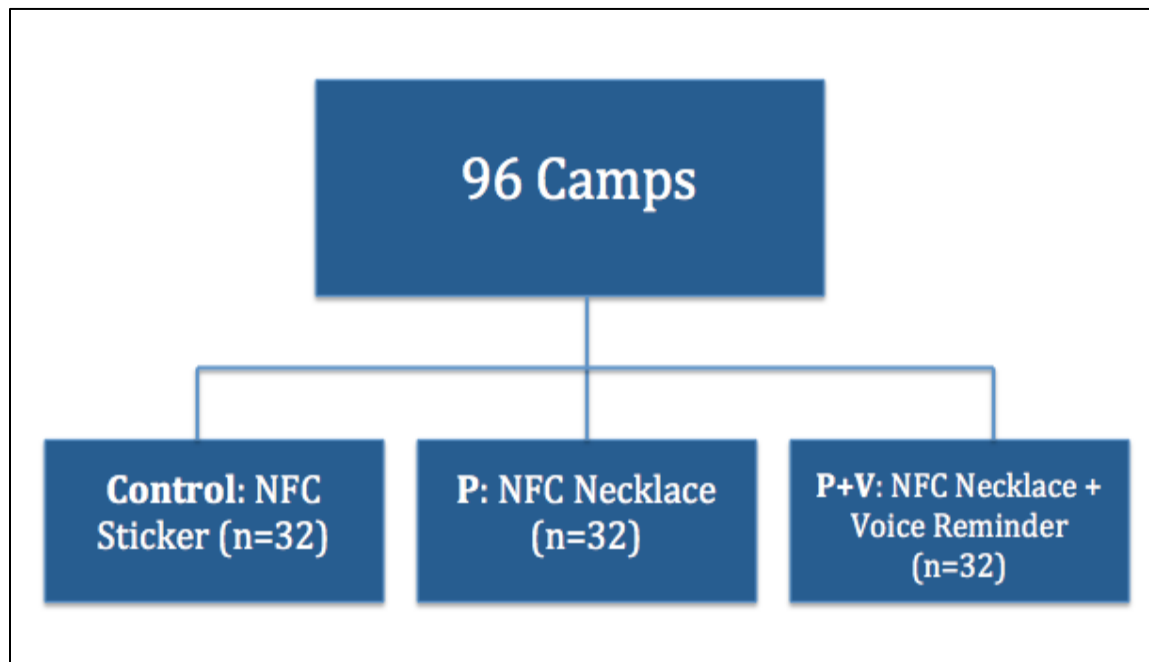 96 Camps
Control: NFC
Sticker (n=32)
P: NFC Necklace
(n=32)
P+V: NFC Necklace +
Voice Reminder
(n=32)